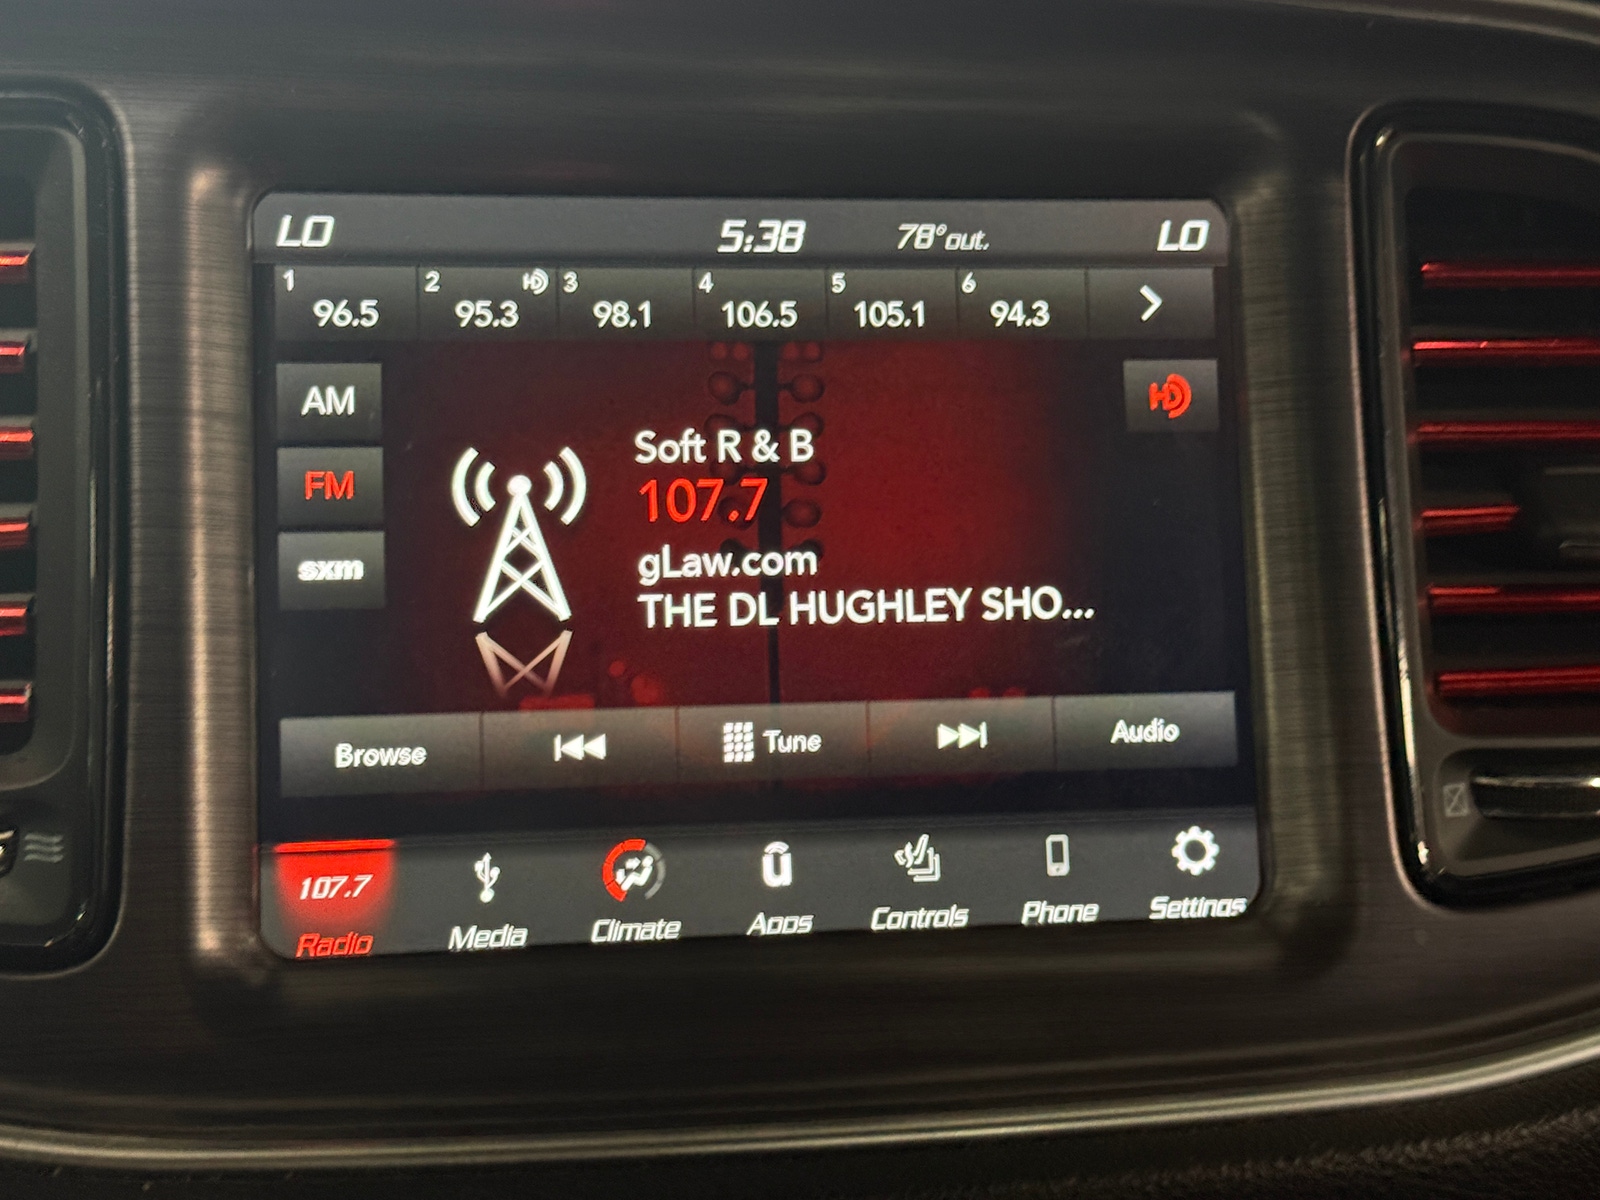 LO 5:38 78°out. LO
1 2 HD 3 4 5 6
96.5 95.3 98.1 106.5 105.1 94.3
AM
HD
FM
sxm
Soft R & B
107.7
gLaw.com
THE DL HUGHLEY SHO...
Browse Tune Audio
107.7
Radio Media Climate Apps Controls Phone Settings